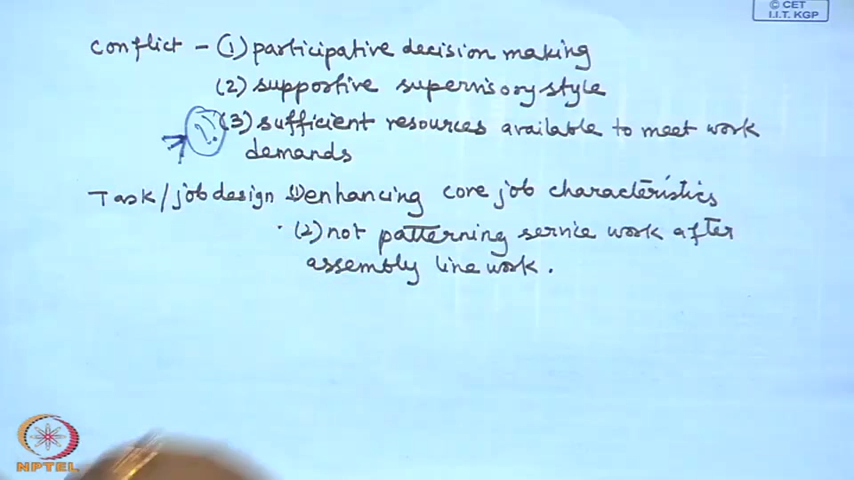 © CET
I.I.T. KGP
conflict - (1) participative decision making
(2) supportive supervisory style
(3) sufficient resources available to meet work
demands
Task/job design (1) enhancing core job characteristics
(2) not patterning service work after
assembly line work.
NPTEL